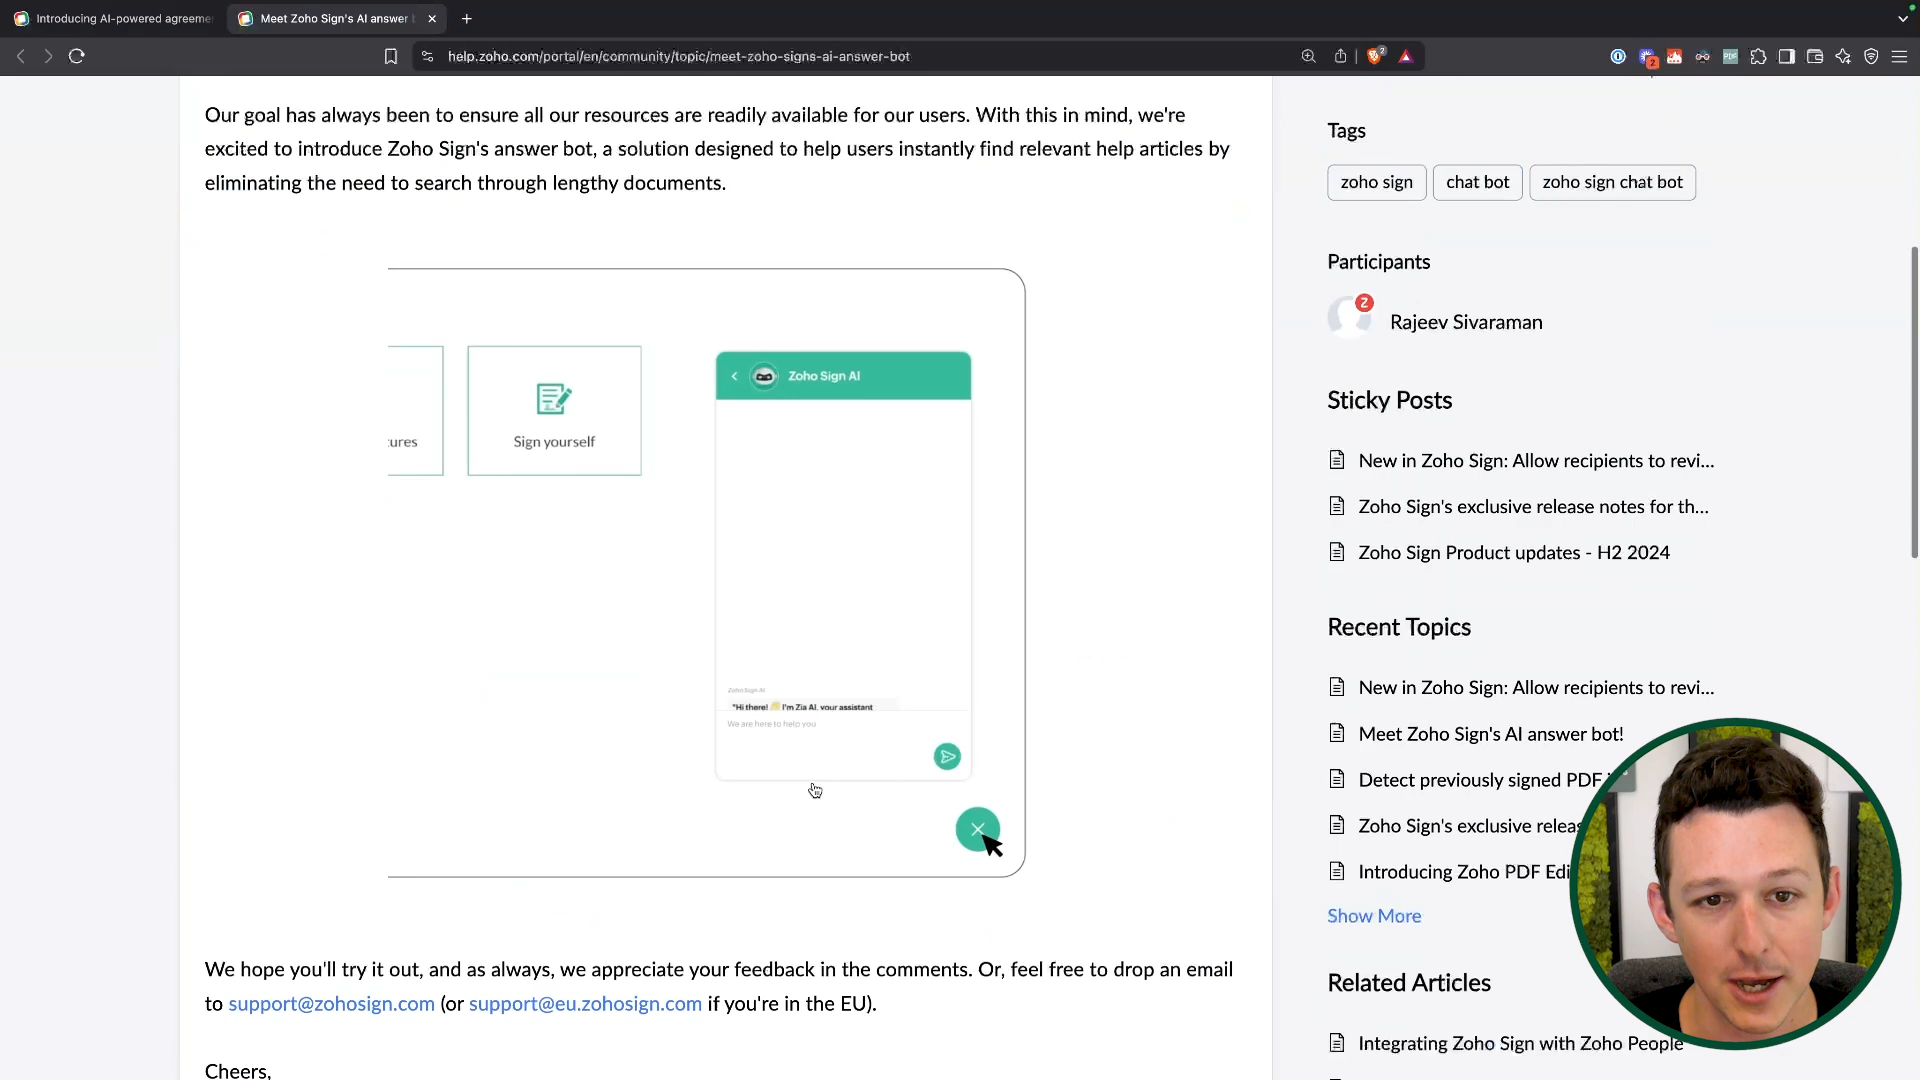 Introducing AI-powered agreeme
Meet Zoho Sign's AI answer b
help.zoho.com/portal/en/community/topic/meet-zoho-signs-ai-answer-bot
2
2
Our goal has always been to ensure all our resources are readily available for our users. With this in mind, we're
excited to introduce Zoho Sign's answer bot, a solution designed to help users instantly find relevant help articles by
eliminating the need to search through lengthy documents.
tures
Sign yourself
Zoho Sign AI
Zoho Sign AI
"Hi there! 👋 I'm Zia AI, your assistant
We are here to help you
We hope you'll try it out, and as always, we appreciate your feedback in the comments. Or, feel free to drop an email
to support@zohosign.com (or support@eu.zohosign.com if you're in the EU).
Cheers,
Tags
zoho sign
chat bot
zoho sign chat bot
Participants
Z
Rajeev Sivaraman
Sticky Posts
New in Zoho Sign: Allow recipients to revi...
Zoho Sign's exclusive release notes for th...
Zoho Sign Product updates - H2 2024
Recent Topics
New in Zoho Sign: Allow recipients to revi...
Meet Zoho Sign's AI answer bot!
Detect previously signed PDF i
Zoho Sign's exclusive releas
Introducing Zoho PDF Edi
Show More
Related Articles
Integrating Zoho Sign with Zoho People